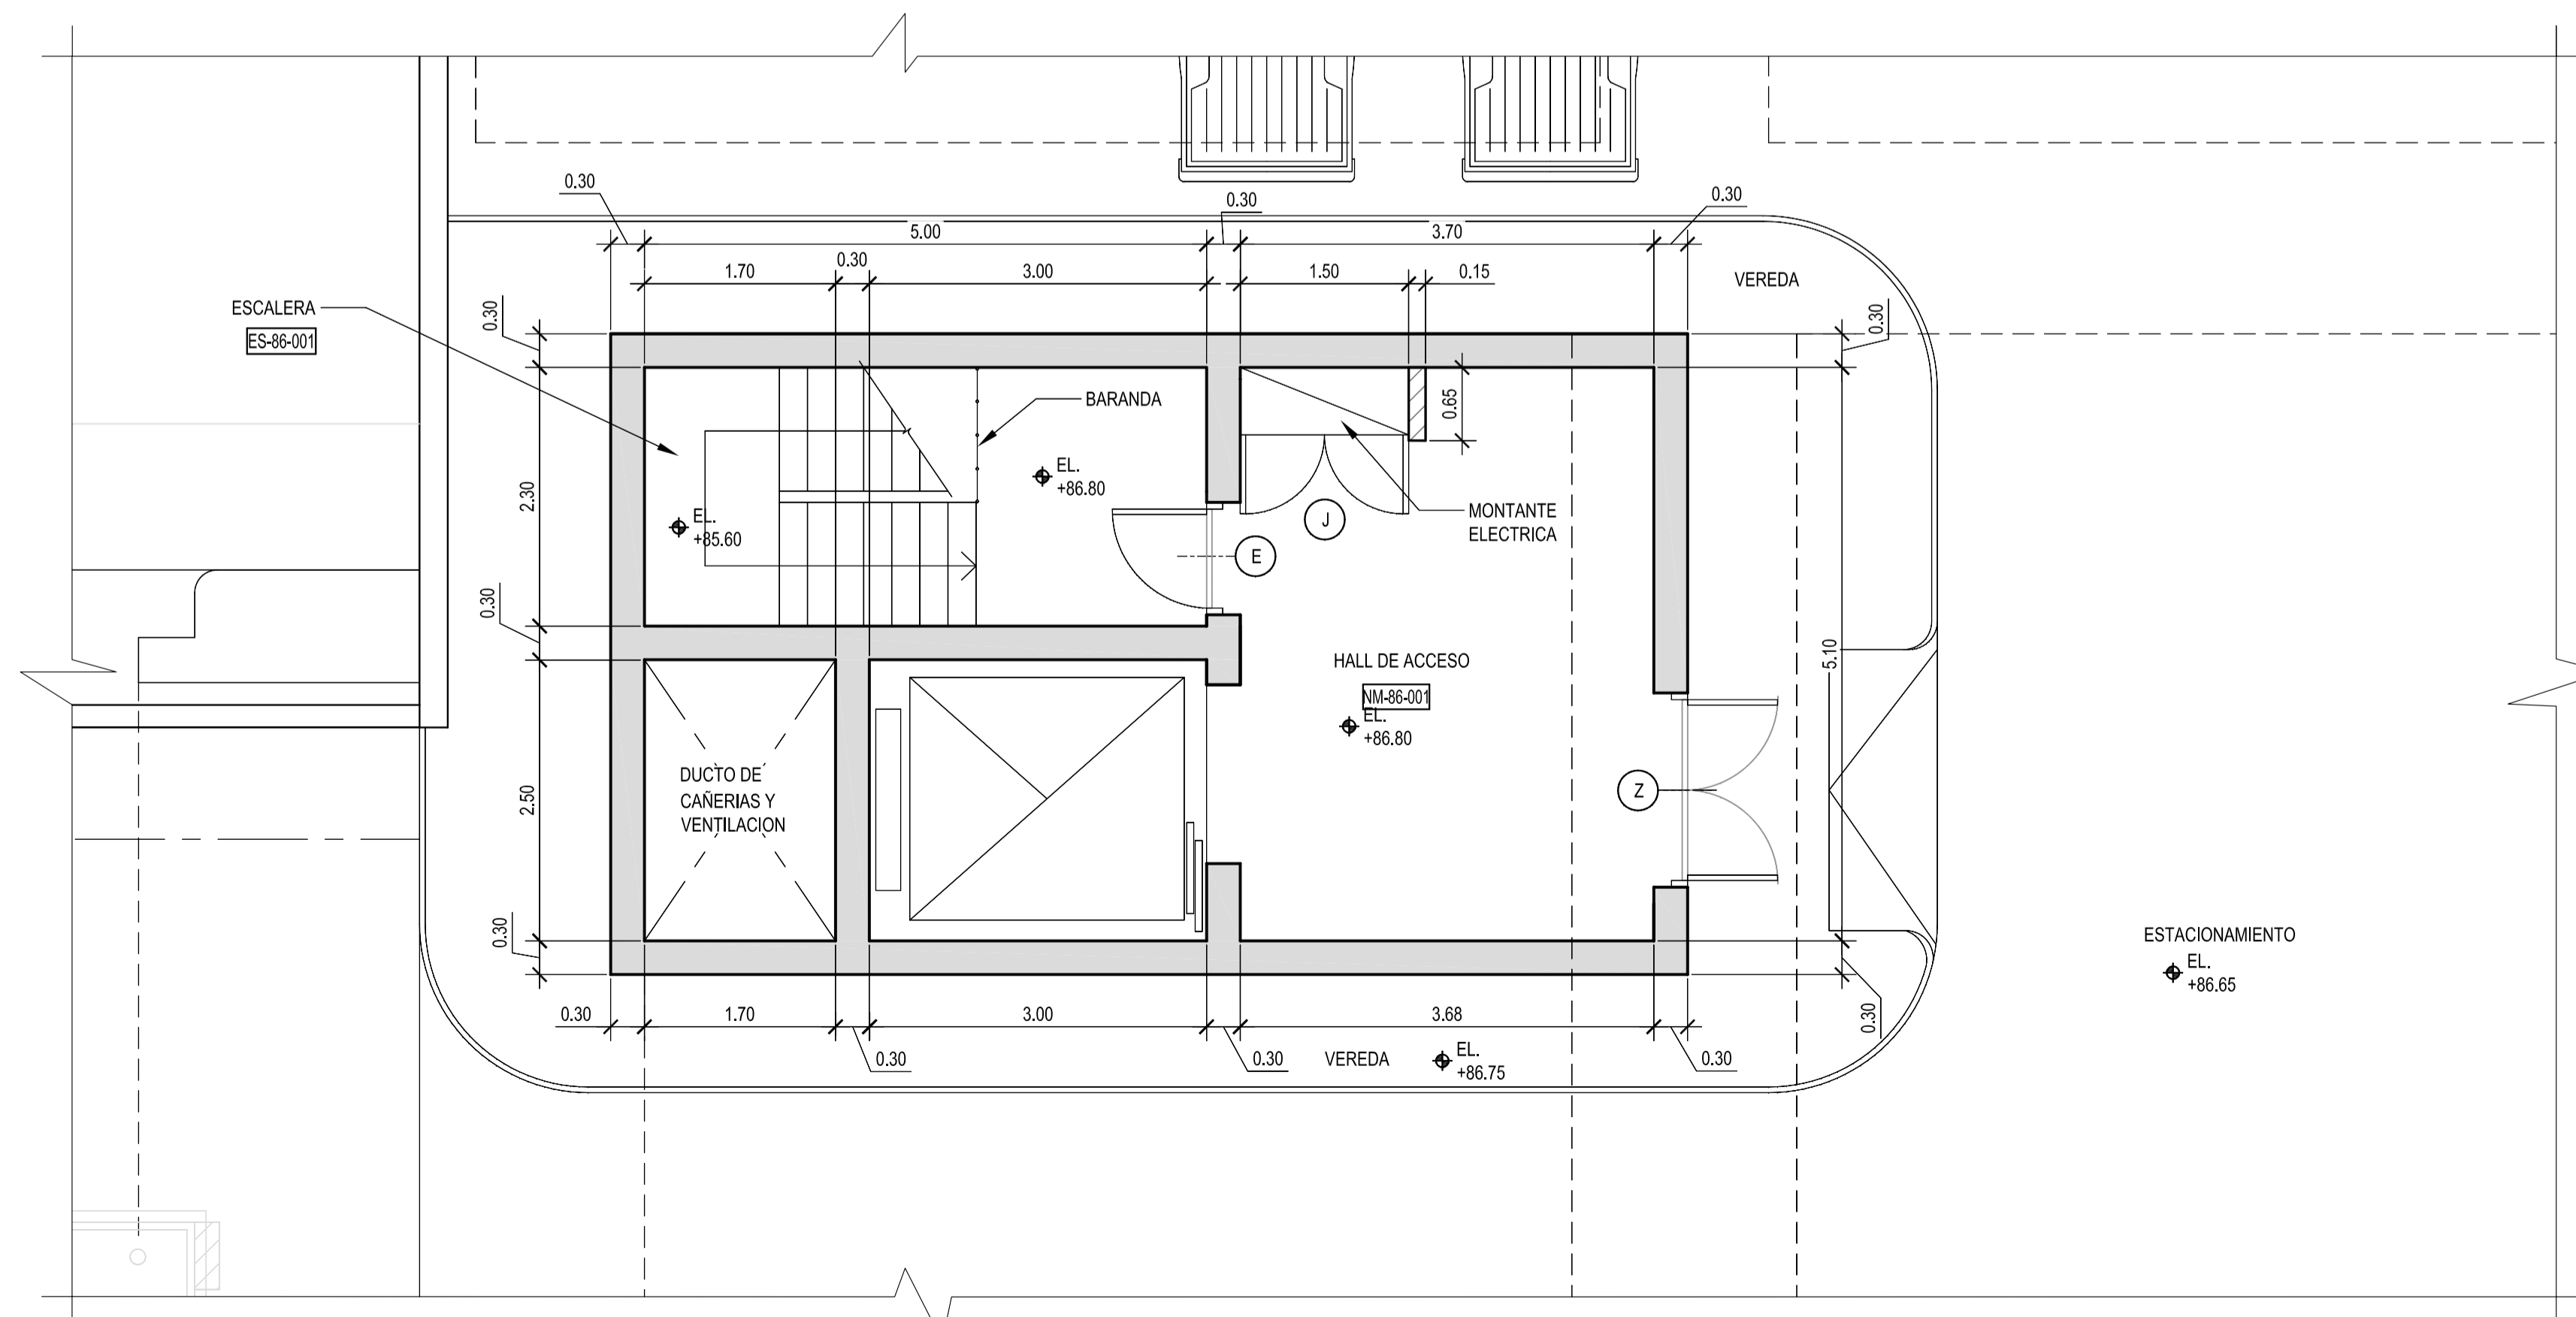 0.30
0.30
0.30
5.00
3.70
1.70
0.30
3.00
1.50
0.15
VEREDA
ESCALERA
ES-86-001
0.30
0.30
BARANDA
0.65
EL.
+86.80
2.30
EL.
+85.60
MONTANTE
ELECTRICA
J
E
0.30
5.10
HALL DE ACCESO
NM-86-001
EL.
+86.80
DUCTO DE
CAÑERIAS Y
VENTILACION
2.50
Z
0.30
ESTACIONAMIENTO
EL.
+86.65
0.30
1.70
3.00
3.68
0.30
0.30
0.30
VEREDA
EL.
+86.75
0.30